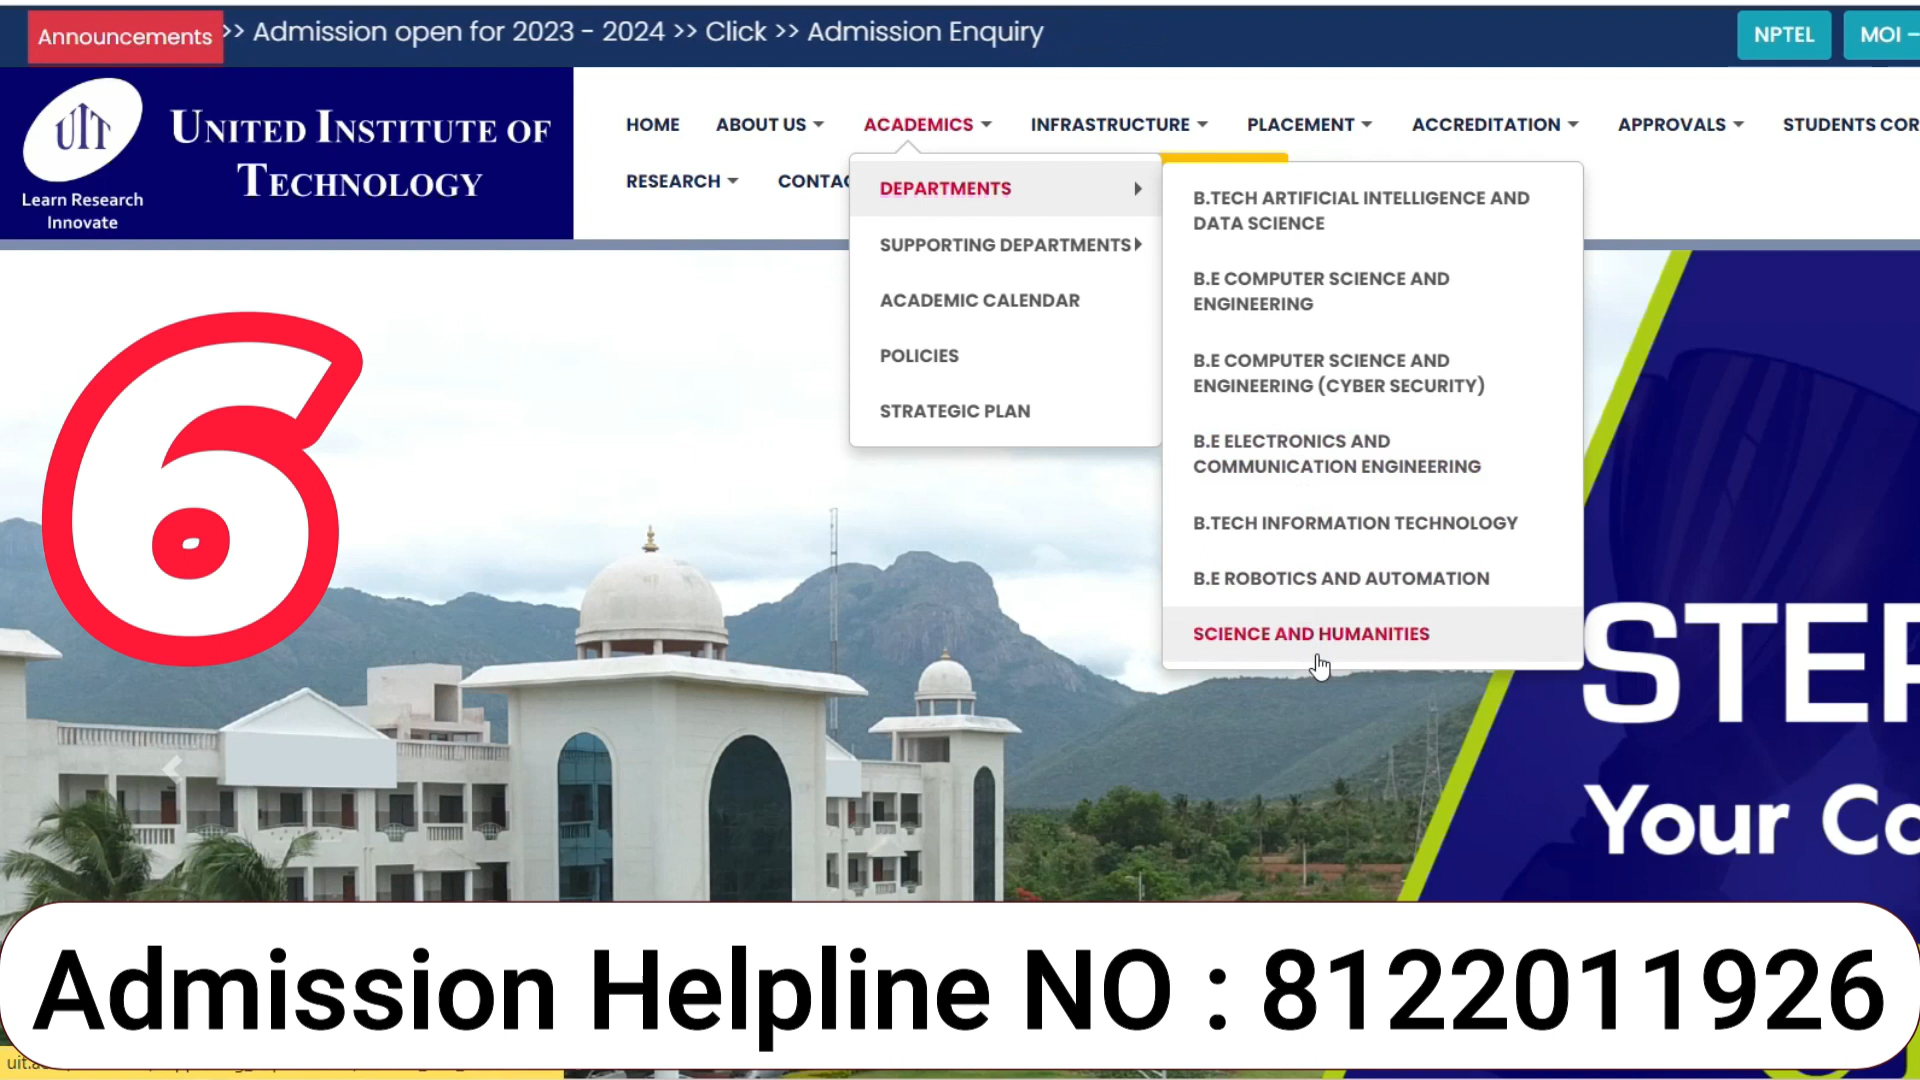 Announcements
>> Admission open for 2023 - 2024 >> Click >> Admission Enquiry
NPTEL
MOI –
UIT
Learn Research
Innovate
UNITED INSTITUTE OF
TECHNOLOGY
HOME
ABOUT US
ACADEMICS
INFRASTRUCTURE
PLACEMENT
ACCREDITATION
APPROVALS
STUDENTS COR
RESEARCH
CONTAC
DEPARTMENTS
SUPPORTING DEPARTMENTS
ACADEMIC CALENDAR
POLICIES
STRATEGIC PLAN
B.TECH ARTIFICIAL INTELLIGENCE AND
DATA SCIENCE
B.E COMPUTER SCIENCE AND
ENGINEERING
B.E COMPUTER SCIENCE AND
ENGINEERING (CYBER SECURITY)
B.E ELECTRONICS AND
COMMUNICATION ENGINEERING
B.TECH INFORMATION TECHNOLOGY
B.E ROBOTICS AND AUTOMATION
SCIENCE AND HUMANITIES
6
STEP
Your Ca
Admission Helpline NO : 8122011926